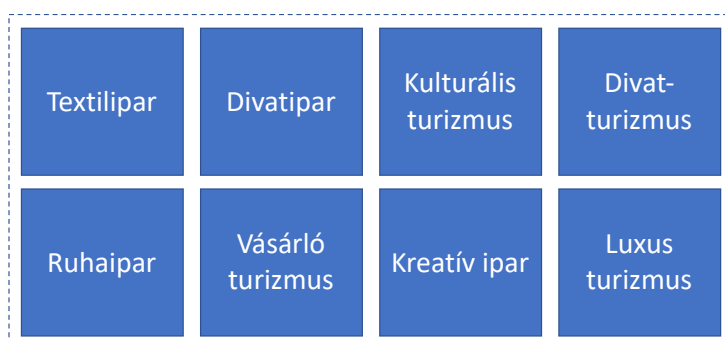 Textilipar
Divatipar
Kulturális
turizmus
Divat-
turizmus
Ruhaipar
Vásárló
turizmus
Kreatív ipar
Luxus
turizmus